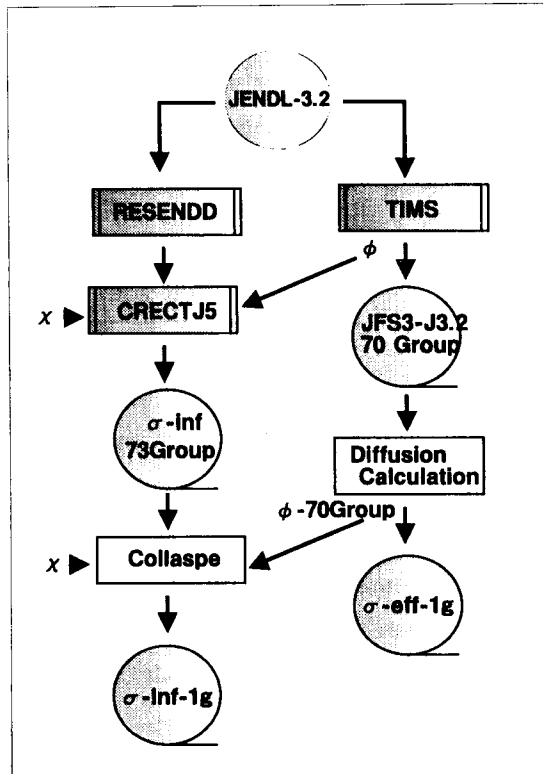 JENDL-3.2
RESENDD
TIMS
φ
χ
CRECTJ5
JFS3-J3.2
70 Group
σ-inf
73Group
Diffusion
Calculation
φ-70Group
χ
Collaspe
σ-eff-1g
σ-Inf-1g